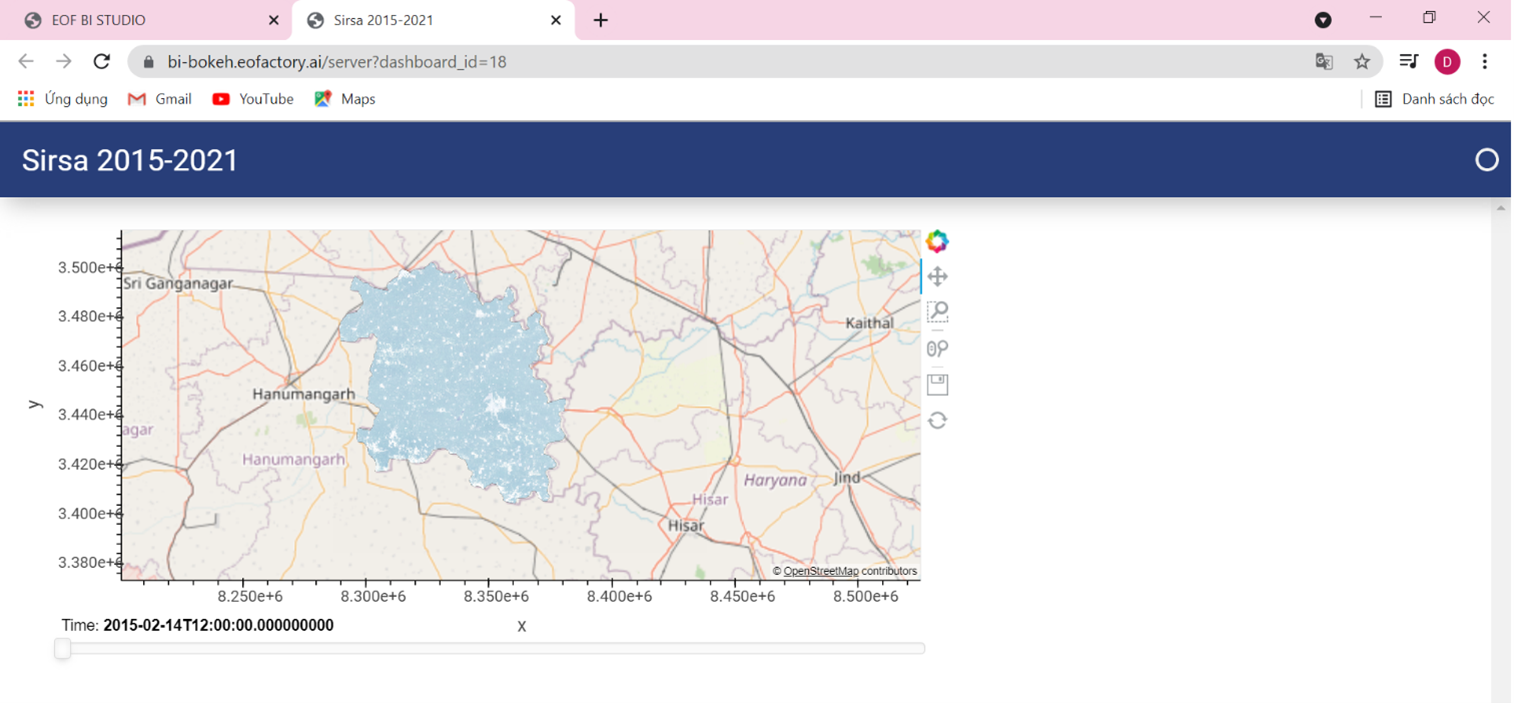 EOF BI STUDIO
Sirsa 2015-2021
bi-bokeh.eofactory.ai/server?dashboard_id=18
Ứng dụng Gmail YouTube Maps Danh sách đọc
D
Sirsa 2015-2021
3.500e+6
3.480e+6
3.460e+6
3.440e+6
3.420e+6
3.400e+6
3.380e+6
y
Sri Ganganagar
Kaithal
Hanumangarh
agar
Hanumangarh
Haryana
Jind
Hisar
Hisar
© OpenStreetMap contributors
8.250e+6 8.300e+6 8.350e+6 8.400e+6 8.450e+6 8.500e+6
Time: 2015-02-14T12:00:00.000000000
x